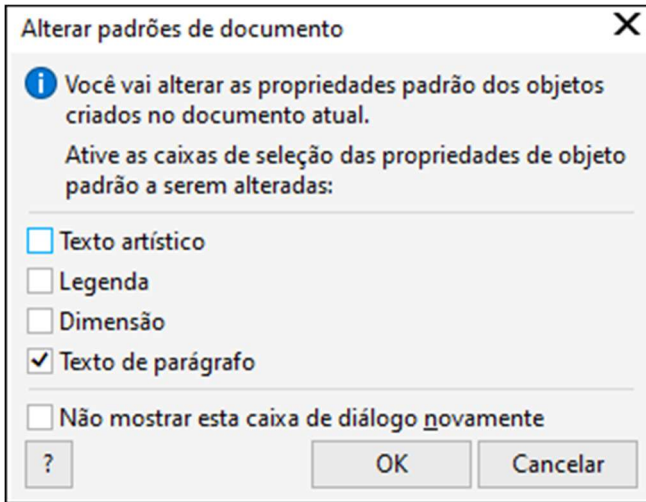 Alterar padrões de documento
Você vai alterar as propriedades padrão dos objetos
criados no documento atual.
Ative as caixas de seleção das propriedades de objeto
padrão a serem alteradas:
Texto artístico
Legenda
Dimensão
Texto de parágrafo
Não mostrar esta caixa de diálogo novamente
? OK Cancelar